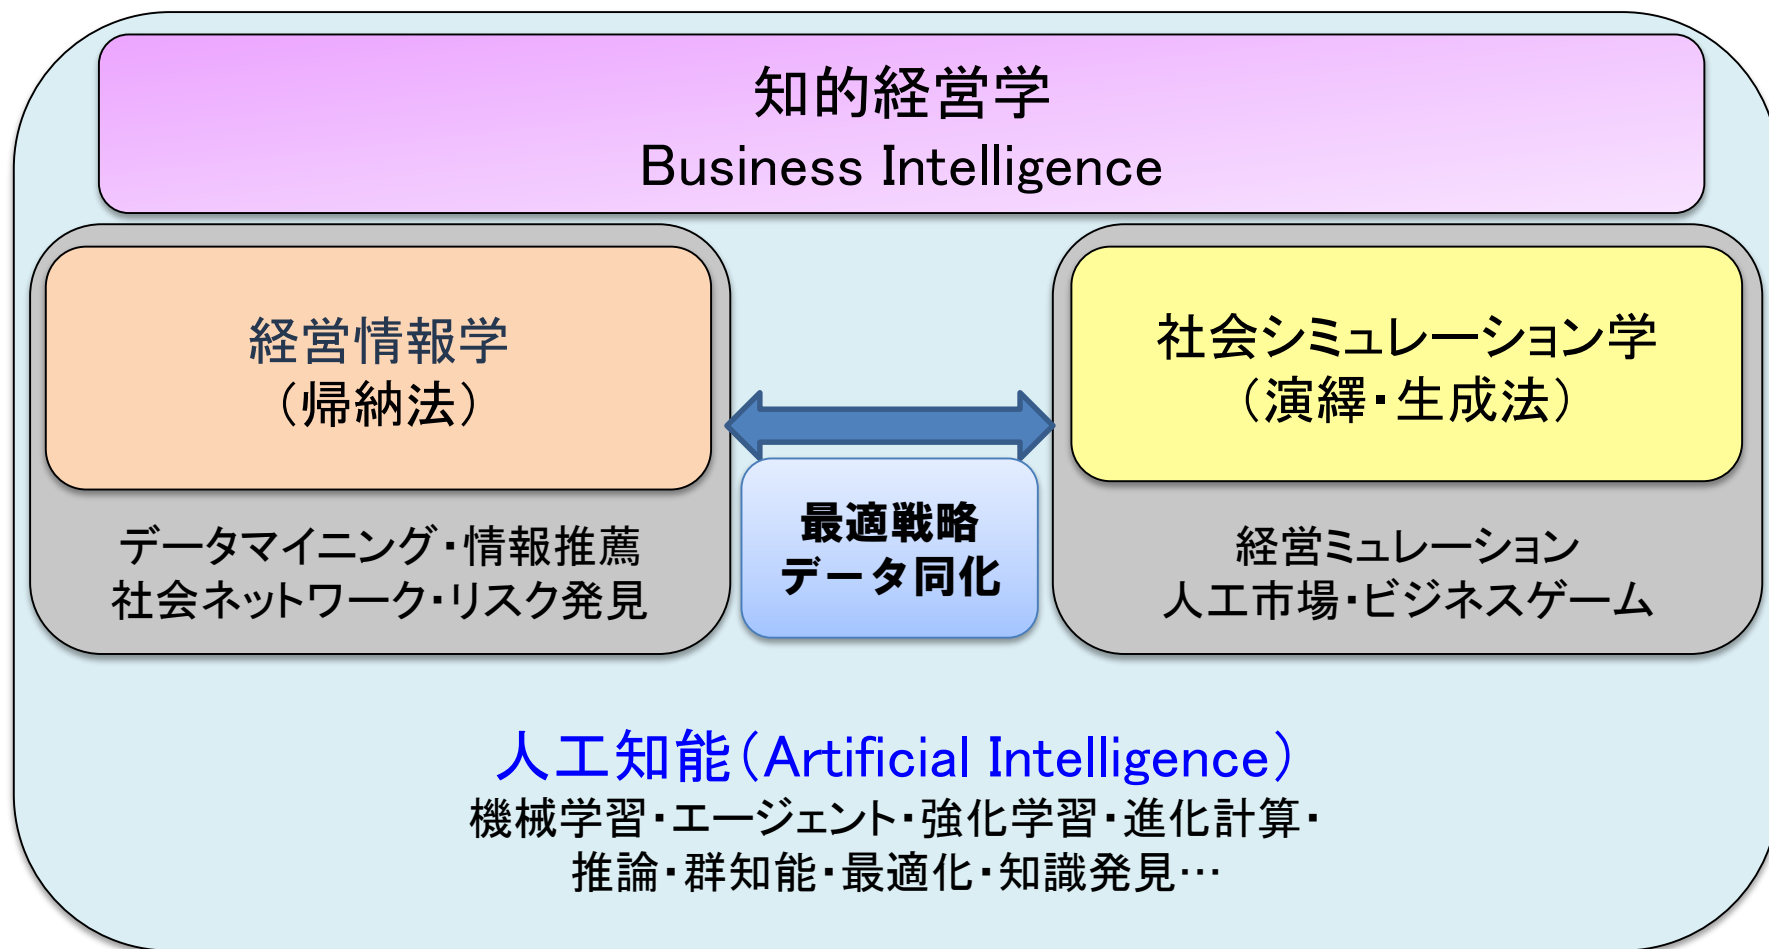 知的経営学
Business Intelligence
経営情報学
（帰納法）
データマイニング・情報推薦
社会ネットワーク・リスク発見
最適戦略
データ同化
社会シミュレーション学
（演繹・生成法）
経営ミュレーション
人工市場・ビジネスゲーム
人工知能（Artificial Intelligence）
機械学習・エージェント・強化学習・進化計算・
推論・群知能・最適化・知識発見…